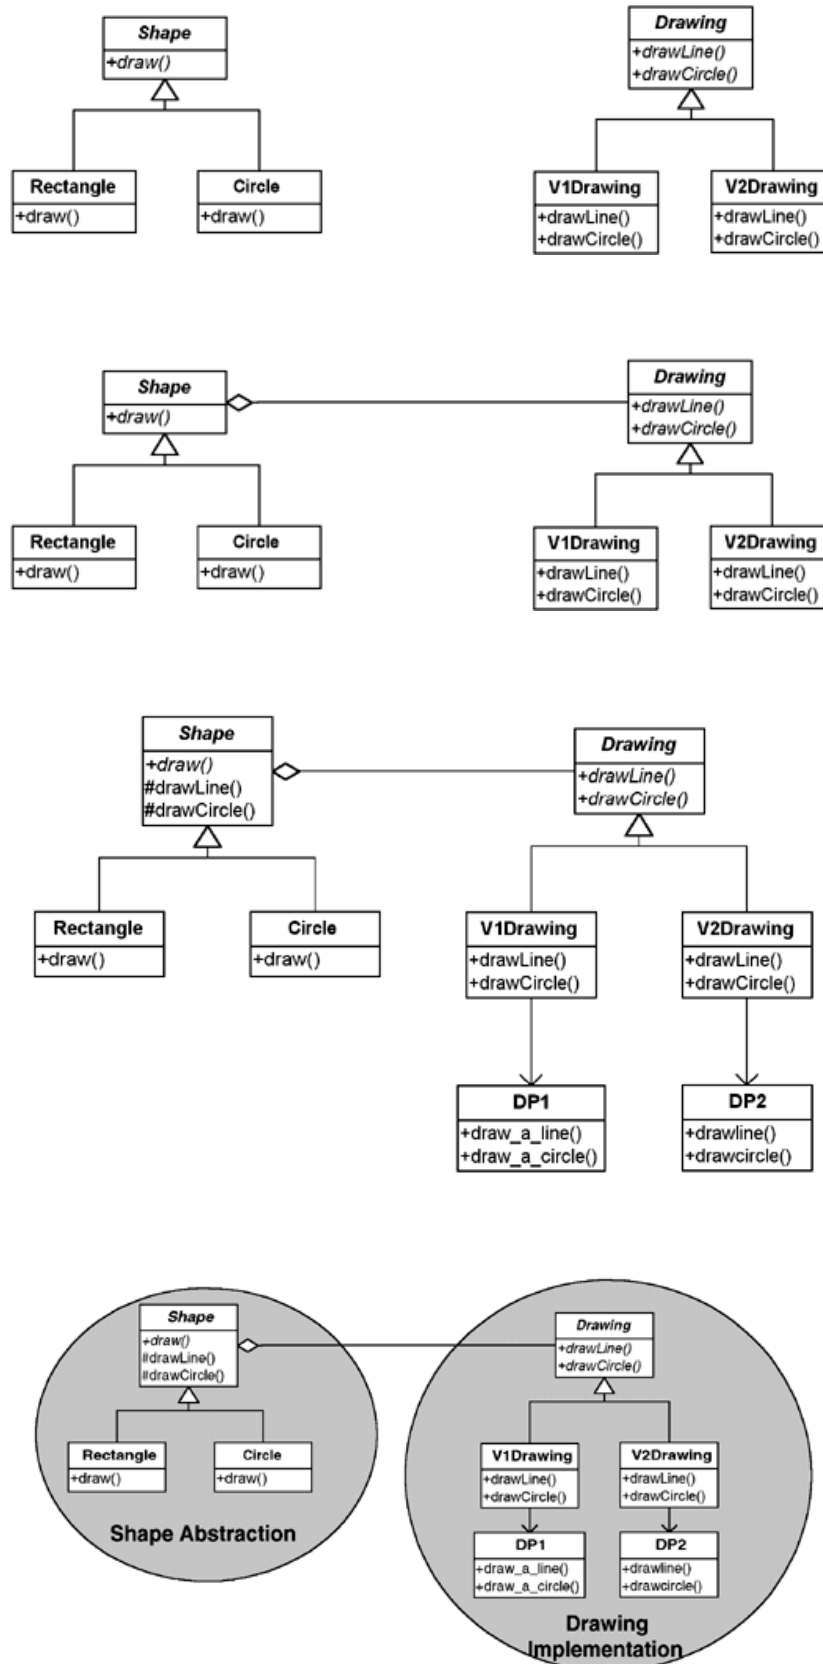 Shape
+draw()
Rectangle
+draw()
Circle
+draw()
Drawing
+drawLine()
+drawCircle()
V1Drawing
+drawLine()
+drawCircle()
V2Drawing
+drawLine()
+drawCircle()
Shape
+draw()
Rectangle
+draw()
Circle
+draw()
Drawing
+drawLine()
+drawCircle()
V1Drawing
+drawLine()
+drawCircle()
V2Drawing
+drawLine()
+drawCircle()
Shape
+draw()
#drawLine()
#drawCircle()
Rectangle
+draw()
Circle
+draw()
Drawing
+drawLine()
+drawCircle()
V1Drawing
+drawLine()
+drawCircle()
V2Drawing
+drawLine()
+drawCircle()
DP1
+draw_a_line()
+draw_a_circle()
DP2
+drawline()
+drawcircle()
Shape
+draw()
#drawLine()
#drawCircle()
Rectangle
+draw()
Circle
+draw()
Shape Abstraction
Drawing
+drawLine()
+drawCircle()
V1Drawing
+drawLine()
+drawCircle()
V2Drawing
+drawLine()
+drawCircle()
DP1
+draw_a_line()
+draw_a_circle()
DP2
+drawline()
+drawcircle()
Drawing
Implementation